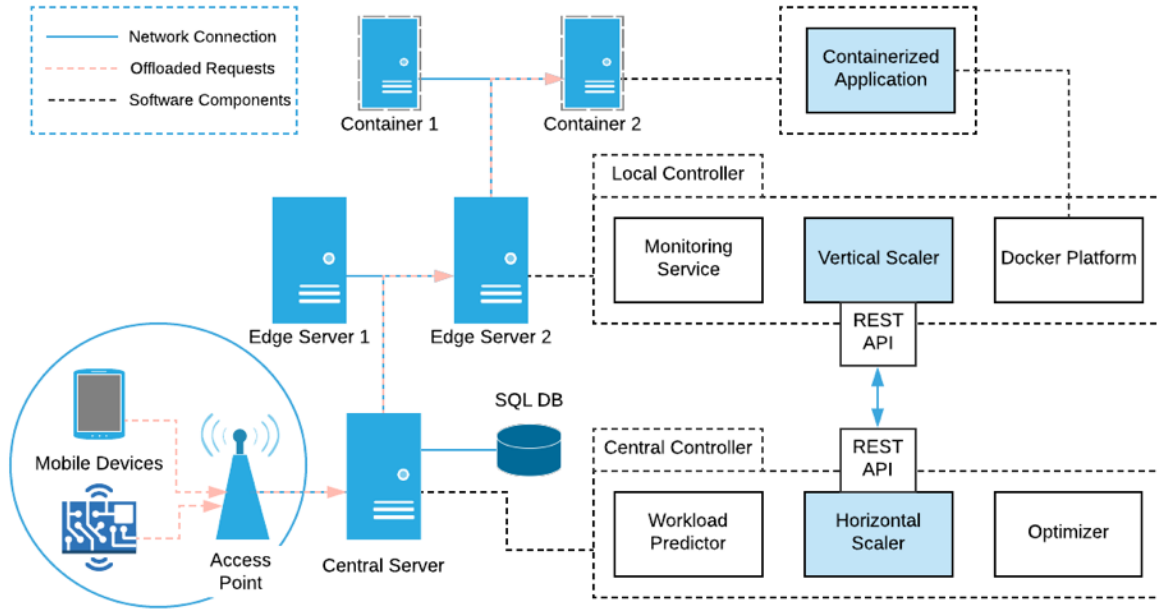 Network Connection
Offloaded Requests
Software Components
Container 1
Container 2
Containerized
Application
Local Controller
Monitoring
Service
Vertical Scaler
Docker Platform
REST
API
Edge Server 1
Edge Server 2
SQL DB
Mobile Devices
Access
Point
Central Server
Central Controller
REST
API
Workload
Predictor
Horizontal
Scaler
Optimizer